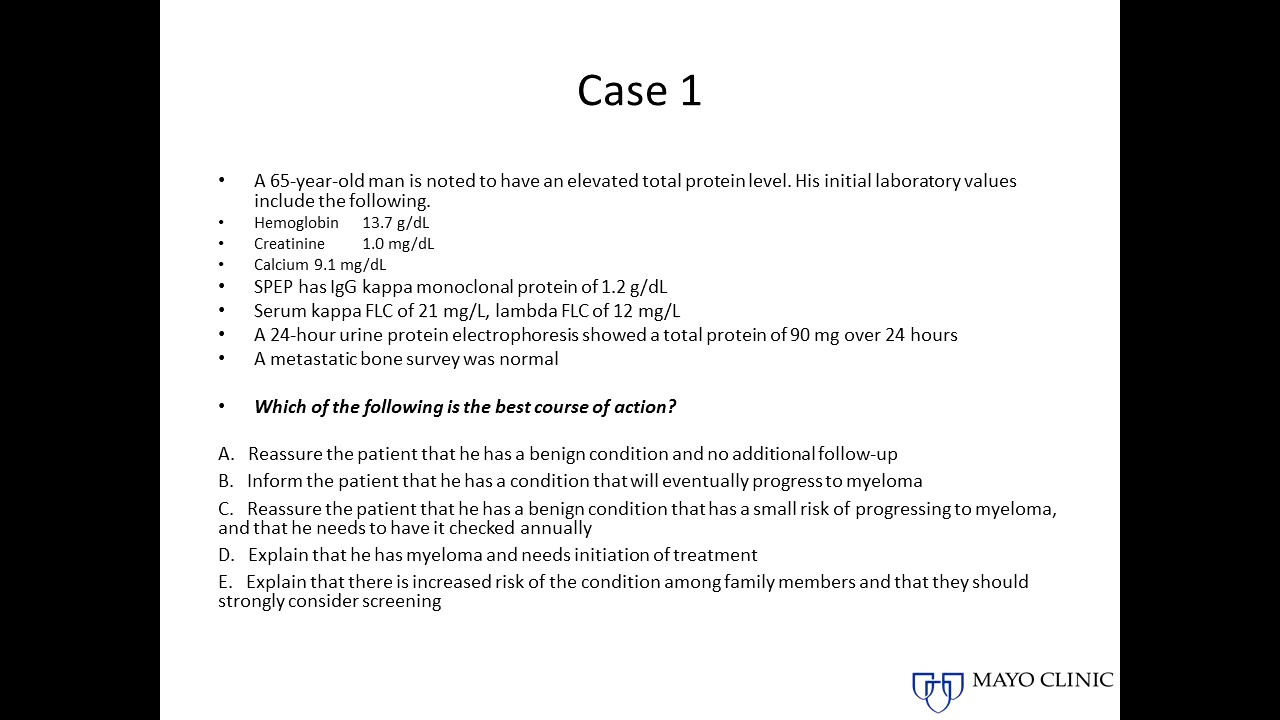 Case 1
• A 65-year-old man is noted to have an elevated total protein level. His initial laboratory values
include the following.
• Hemoglobin 13.7 g/dL
• Creatinine 1.0 mg/dL
• Calcium 9.1 mg/dL
• SPEP has IgG kappa monoclonal protein of 1.2 g/dL
• Serum kappa FLC of 21 mg/L, lambda FLC of 12 mg/L
• A 24-hour urine protein electrophoresis showed a total protein of 90 mg over 24 hours
• A metastatic bone survey was normal
• Which of the following is the best course of action?
A. Reassure the patient that he has a benign condition and no additional follow-up
B. Inform the patient that he has a condition that will eventually progress to myeloma
C. Reassure the patient that he has a benign condition that has a small risk of progressing to myeloma,
and that he needs to have it checked annually
D. Explain that he has myeloma and needs initiation of treatment
E. Explain that there is increased risk of the condition among family members and that they should
strongly consider screening
MAYO CLINIC